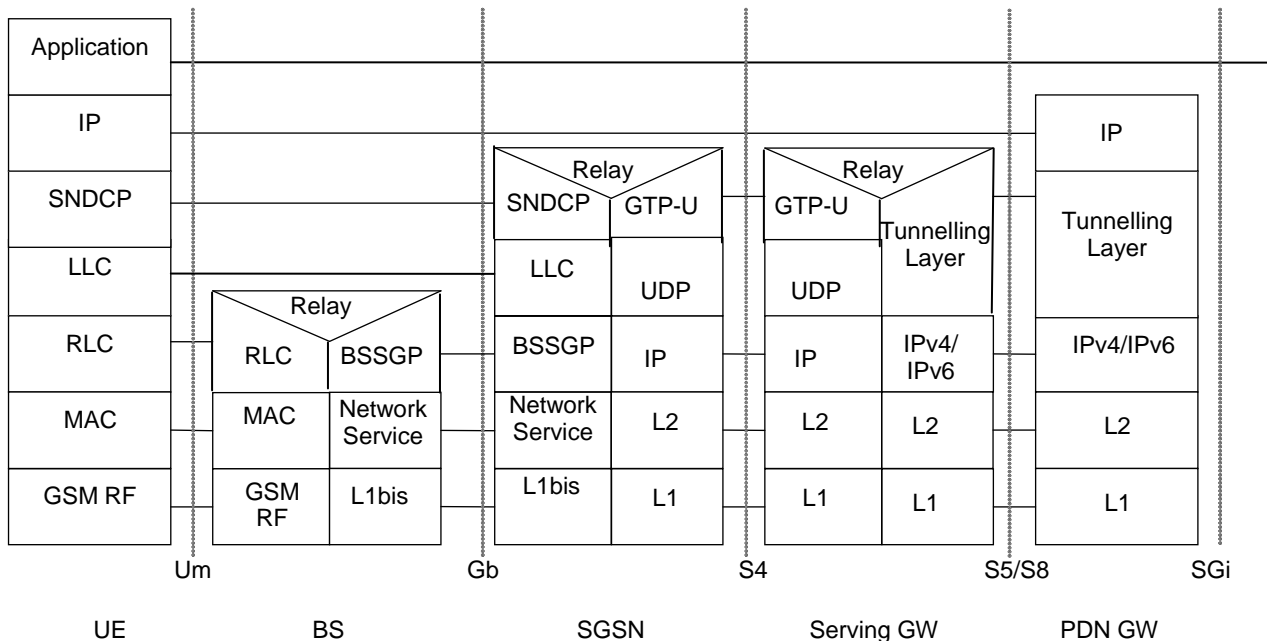 Application
IP
IP
Relay
Relay
SNDCP
SNDCP
GTP-U
GTP-U
Tunnelling
Layer
Tunnelling
Layer
LLC
LLC
UDP
UDP
Relay
RLC
RLC
BSSGP
BSSGP
IP
IP
IPv4/
IPv6
IPv4/IPv6
MAC
MAC
Network
Service
Network
Service
L2
L2
L2
L2
GSM RF
GSM
RF
L1bis
L1bis
L1
L1
L1
L1
Um
Gb
S4
S5/S8
SGi
UE
BS
SGSN
Serving GW
PDN GW